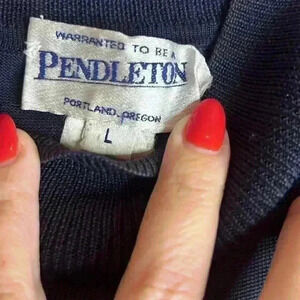 WARRANTED TO BE A
PENDLETON
PORTLAND, OREGON
L